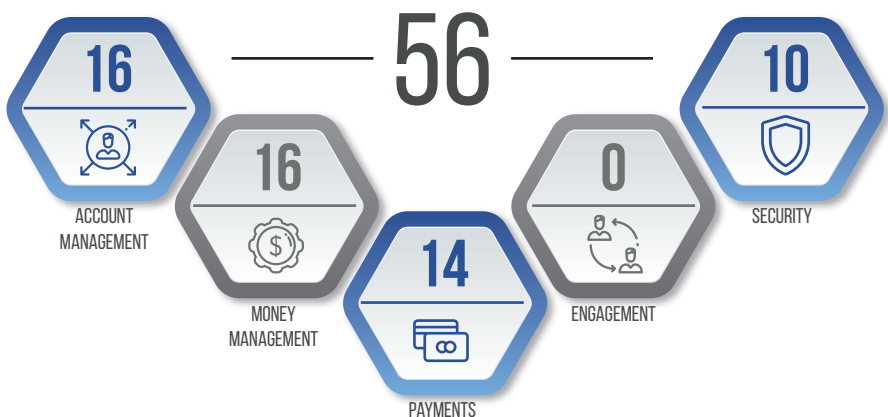 56
16
ACCOUNT
MANAGEMENT
16
$
MONEY
MANAGEMENT
14
PAYMENTS
0
ENGAGEMENT
10
SECURITY